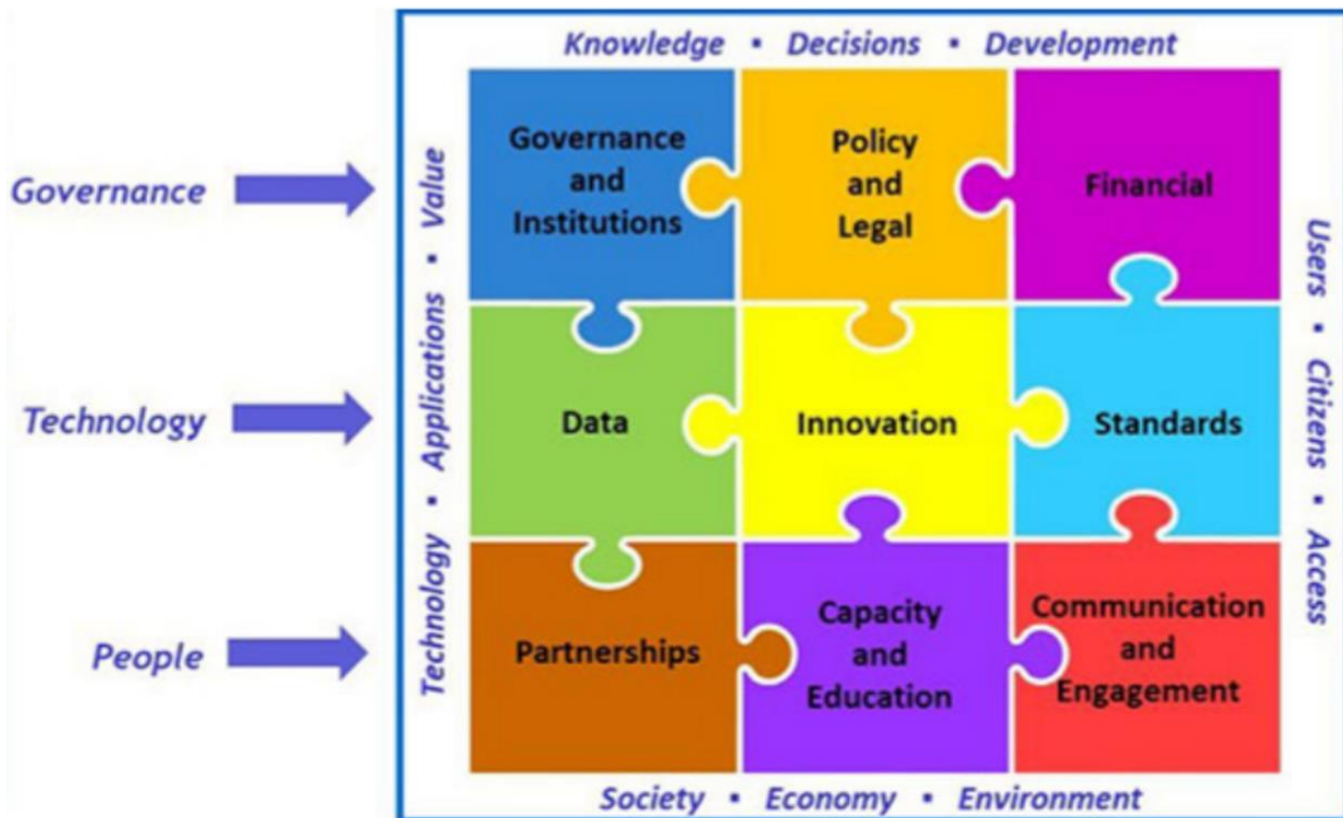 Knowledge ▪ Decisions ▪ Development
Governance
Technology
People
Technology ▪ Applications ▪ Value
Governance
and
Institutions
Policy
and
Legal
Financial
Data
Innovation
Standards
Partnerships
Capacity
and
Education
Communication
and
Engagement
Users ▪ Citizens ▪ Access
Society ▪ Economy ▪ Environment